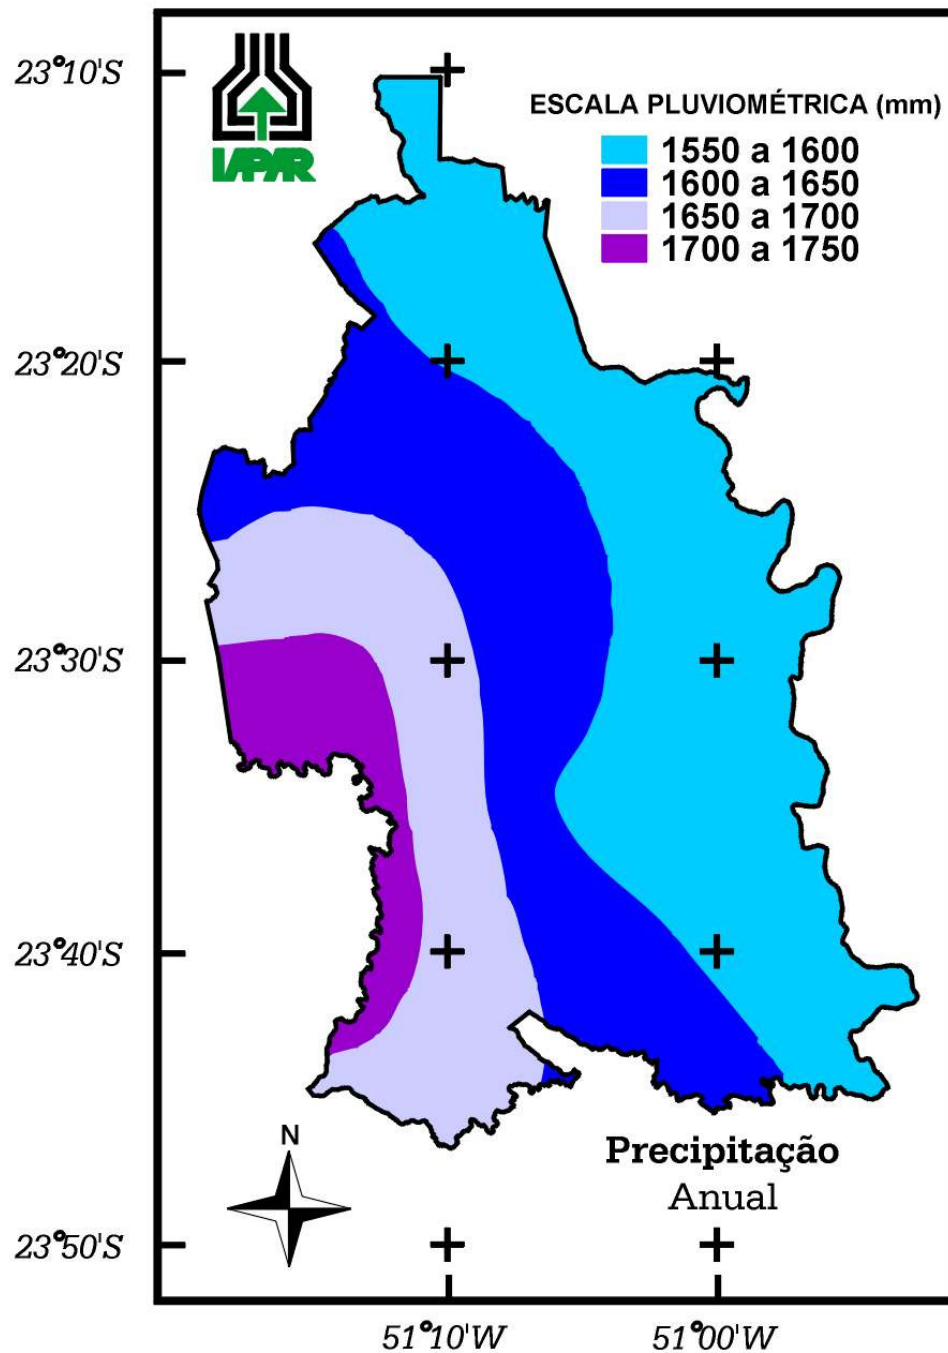 23°10'S
IAPAR
ESCALA PLUVIOMÉTRICA (mm)
1550 a 1600
1600 a 1650
1650 a 1700
1700 a 1750
23°20'S
23°30'S
23°40'S
N
Precipitação
Anual
23°50'S
51°10'W
51°00'W